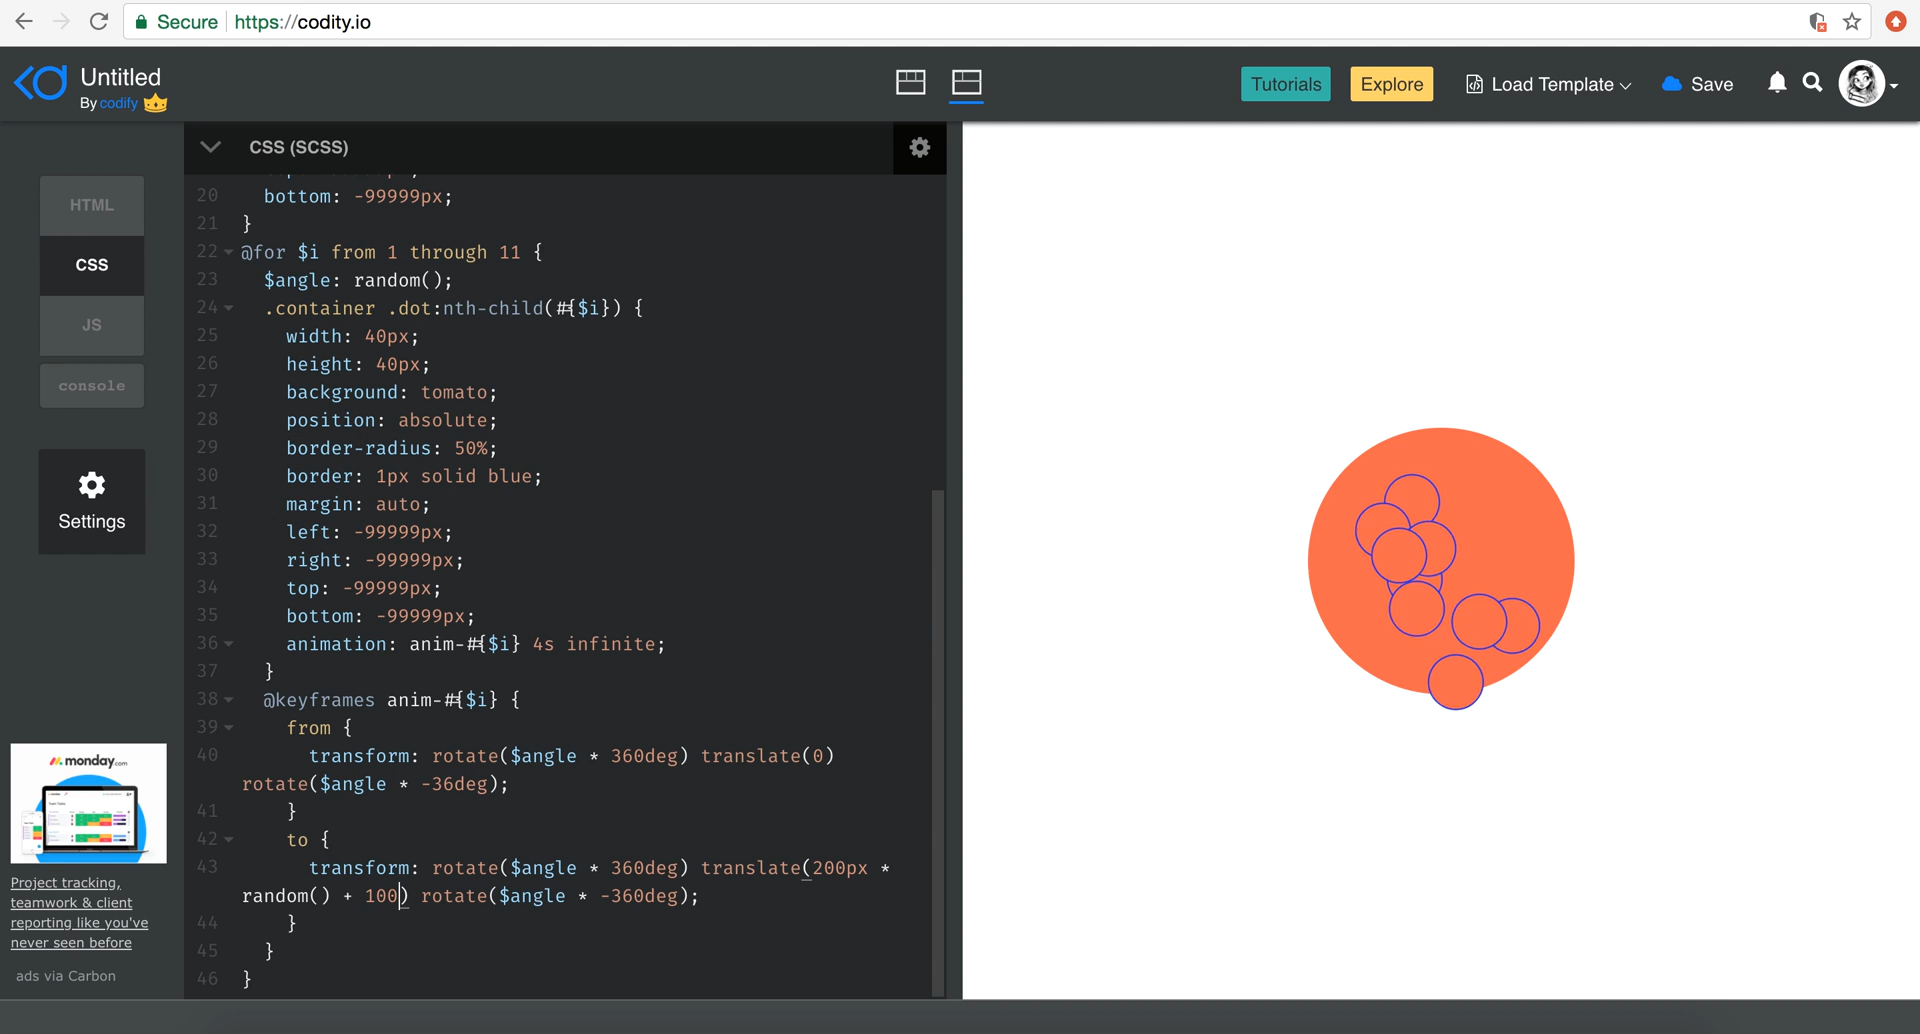 Secure https://codity.io
Untitled
By codify
Tutorials
Explore
Load Template
Save
CSS (SCSS)
HTML
CSS
JS
console
Settings
20 bottom: -99999px;
21 }
22 @for $i from 1 through 11 {
23 $angle: random();
24 .container .dot:nth-child(#{$i}) {
25 width: 40px;
26 height: 40px;
27 background: tomato;
28 position: absolute;
29 border-radius: 50%;
30 border: 1px solid blue;
31 margin: auto;
32 left: -99999px;
33 right: -99999px;
34 top: -99999px;
35 bottom: -99999px;
36 animation: anim-#{$i} 4s infinite;
37 }
38 @keyframes anim-#{$i} {
39 from {
40 transform: rotate($angle * 360deg) translate(0)
rotate($angle * -36deg);
41 }
42 to {
43 transform: rotate($angle * 360deg) translate(200px *
random() + 100) rotate($angle * -360deg);
44 }
45 }
46 }
monday.com
Project tracking,
teamwork & client
reporting like you've
never seen before
ads via Carbon